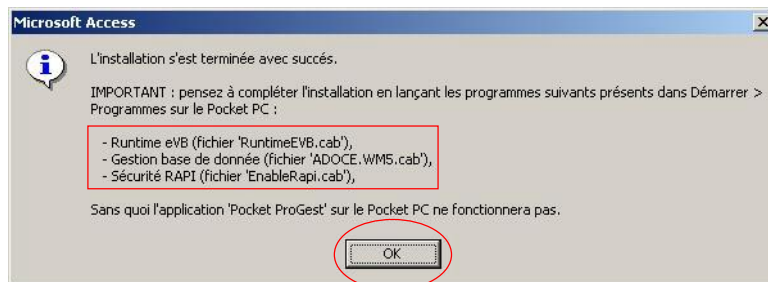 Microsoft Access
L'installation s'est terminée avec succés.
IMPORTANT : pensez à compléter l'installation en lançant les programmes suivants présents dans Démarrer >
Programmes sur le Pocket PC :
- Runtime eVB (fichier 'RuntimeEVB.cab'),
- Gestion base de donnée (fichier 'ADOCE.WM5.cab'),
- Sécurité RAPI (fichier 'EnableRapi.cab'),
Sans quoi l'application 'Pocket ProGest' sur le Pocket PC ne fonctionnera pas.
OK